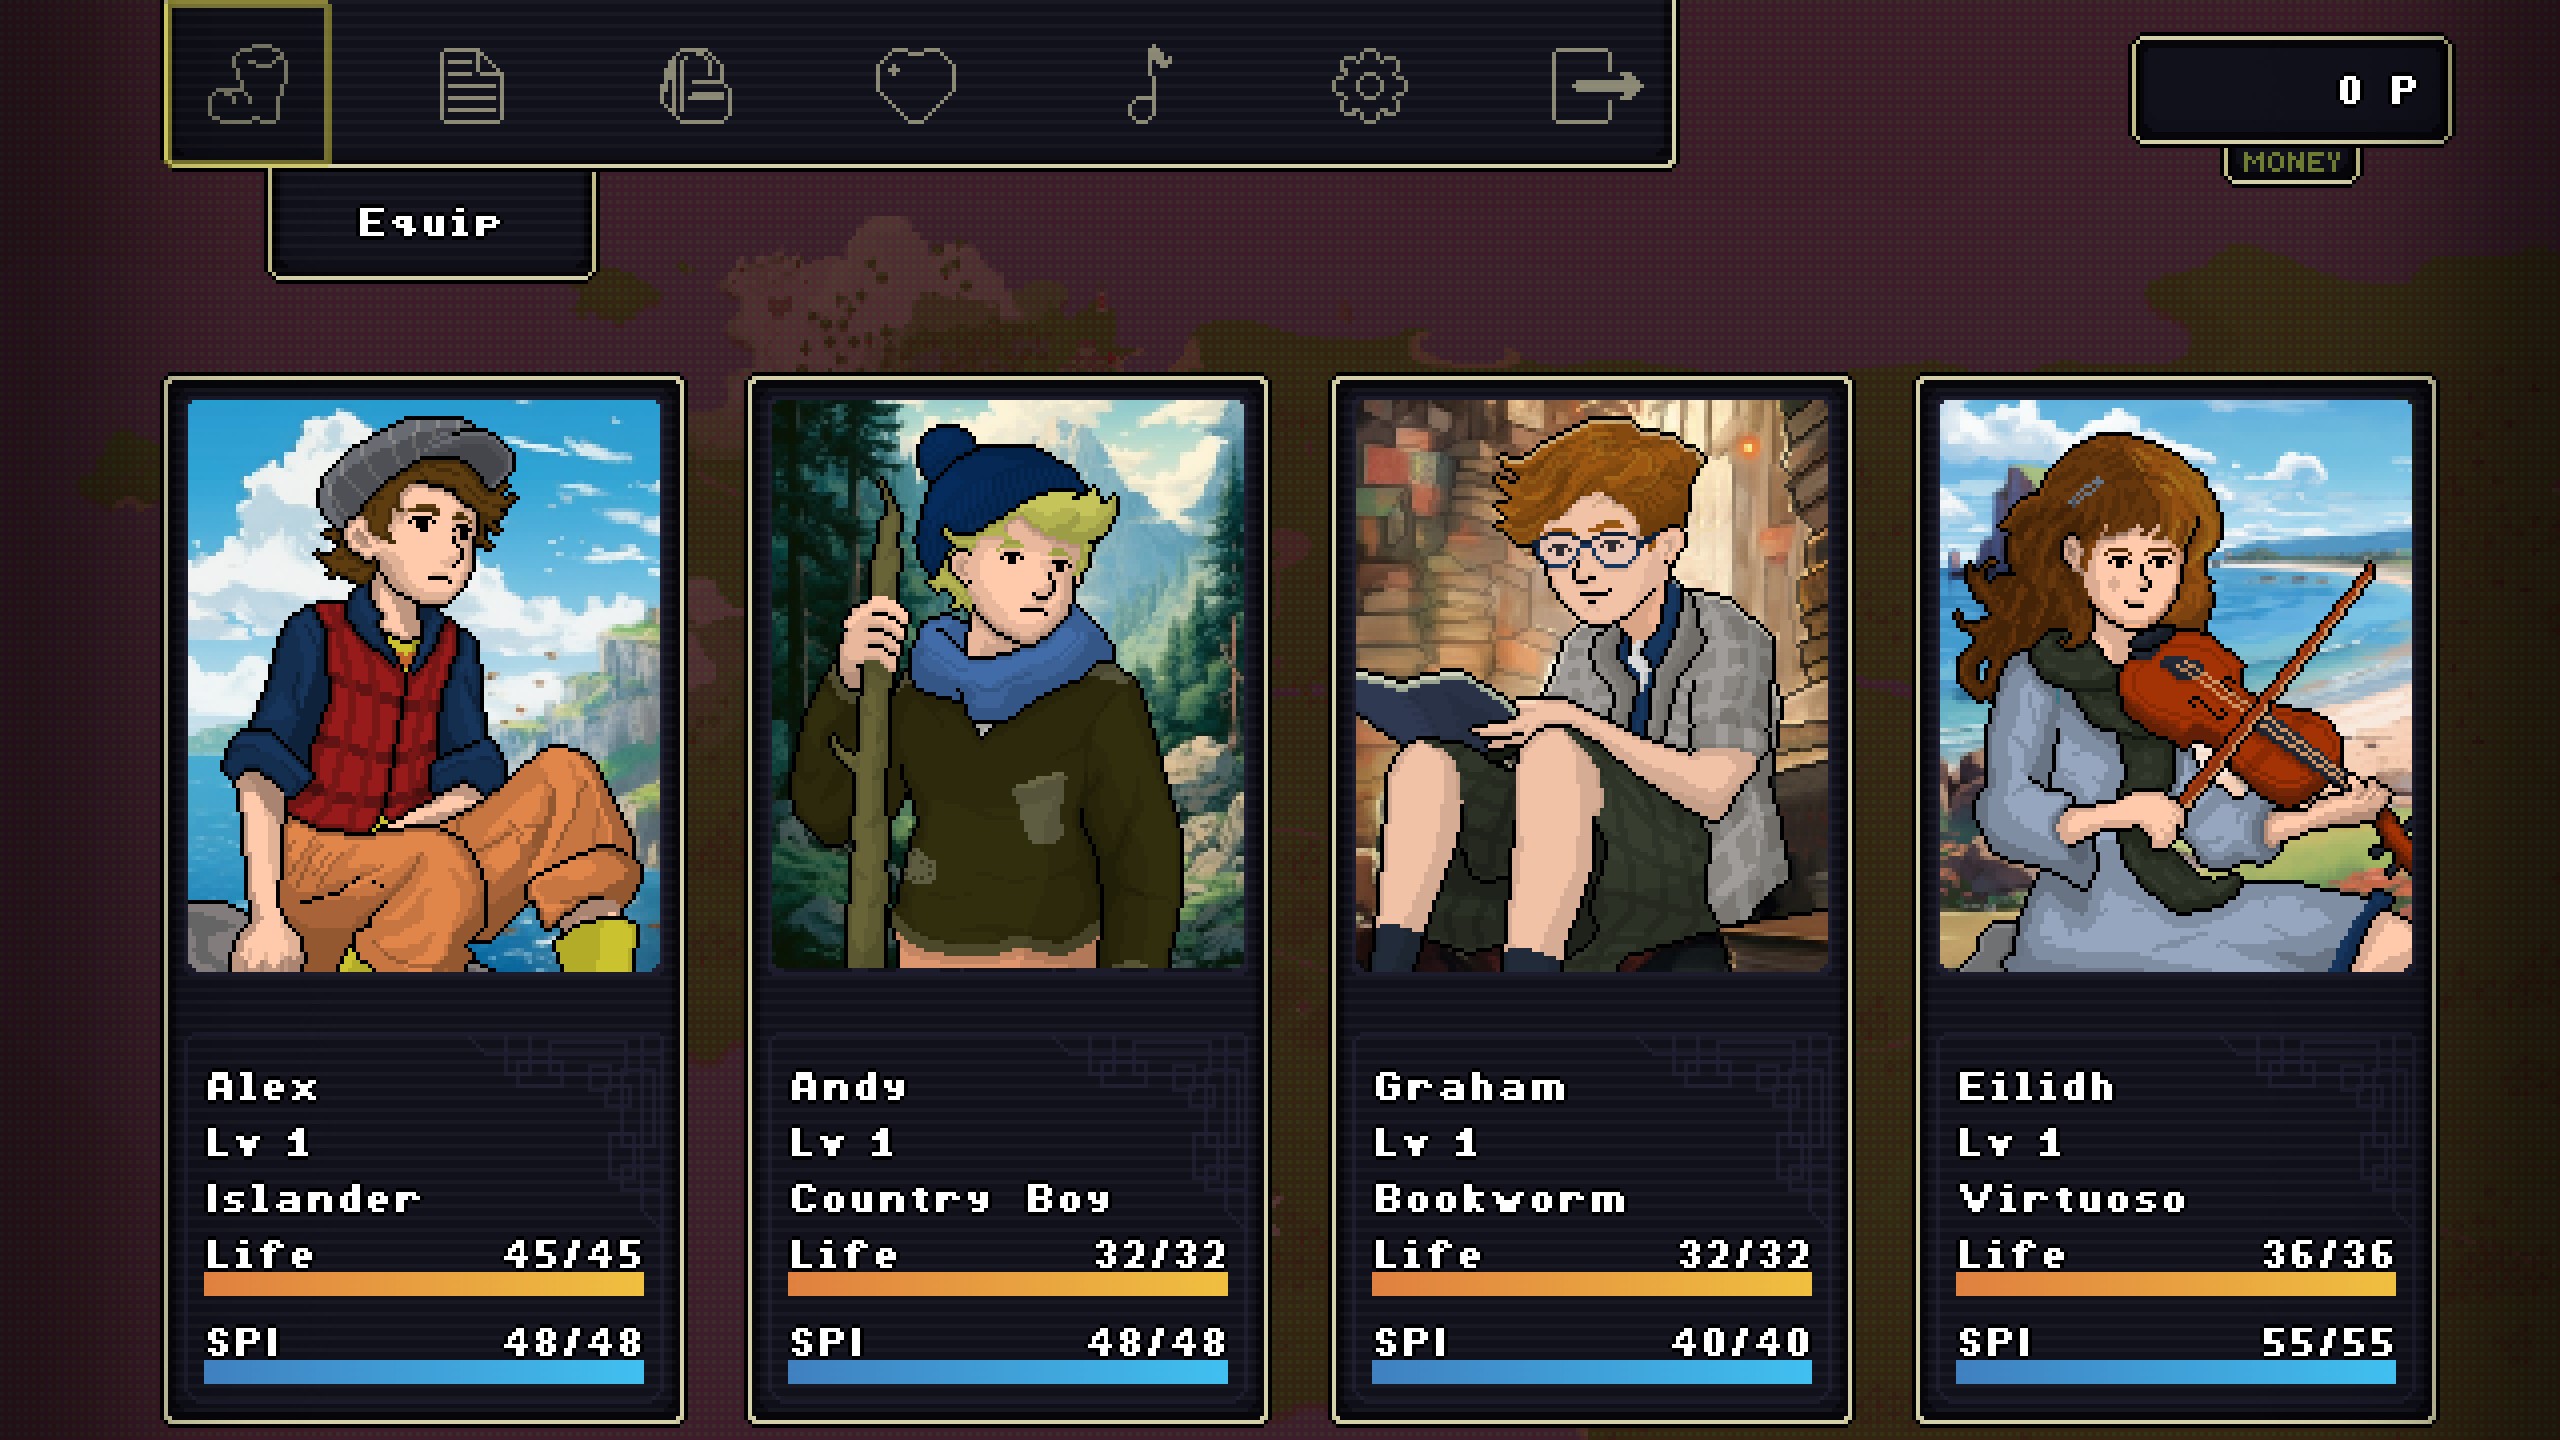 0 P
MONEY
Equip
Alex
Lv 1
Islander
Life 45/45
SPI 48/48
Andy
Lv 1
Country Boy
Life 32/32
SPI 48/48
Graham
Lv 1
Bookworm
Life 32/32
SPI 40/40
Eilidh
Lv 1
Virtuoso
Life 36/36
SPI 55/55